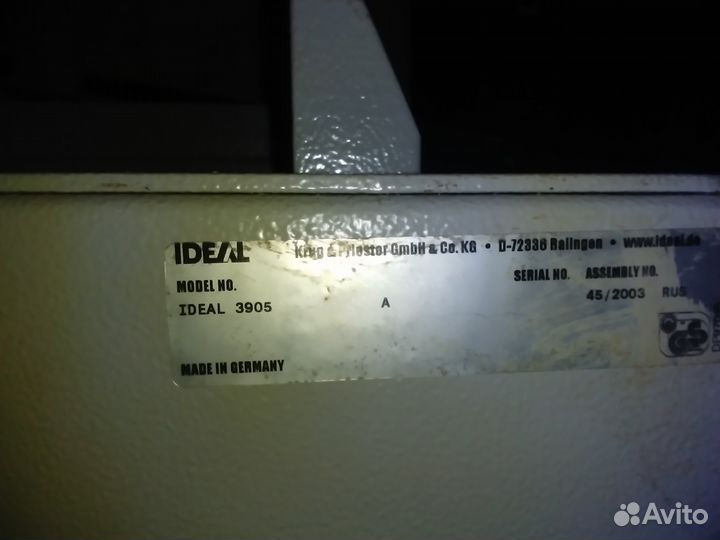 IDEAL Krug & Priester GmbH & Co. KG • D-72336 Balingen • www.ideal.de
MODEL NO. SERIAL NO. ASSEMBLY NO.
IDEAL 3905 A 45/2003 RUS
MADE IN GERMANY
Avito